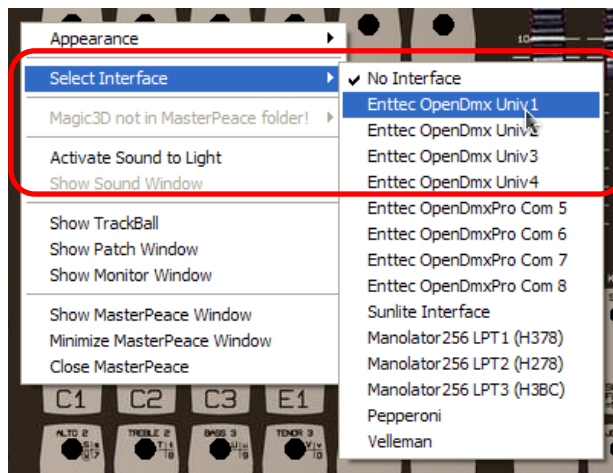 Appearance
Select Interface
Magic3D not in MasterPeace folder!
Activate Sound to Light
Show Sound Window
Show TrackBall
Show Patch Window
Show Monitor Window
Show MasterPeace Window
Minimize MasterPeace Window
Close MasterPeace
No Interface
Enttec OpenDmx Univ1
Enttec OpenDmx Univ2
Enttec OpenDmx Univ3
Enttec OpenDmx Univ4
Enttec OpenDmxPro Com 5
Enttec OpenDmxPro Com 6
Enttec OpenDmxPro Com 7
Enttec OpenDmxPro Com 8
Sunlite Interface
Manolator256 LPT1 (H378)
Manolator256 LPT2 (H278)
Manolator256 LPT3 (H3BC)
Pepperoni
Velleman
10
C1 C2 C3 E1
ALTO 2 TREBLE 2 BASS 3 TENOR 3